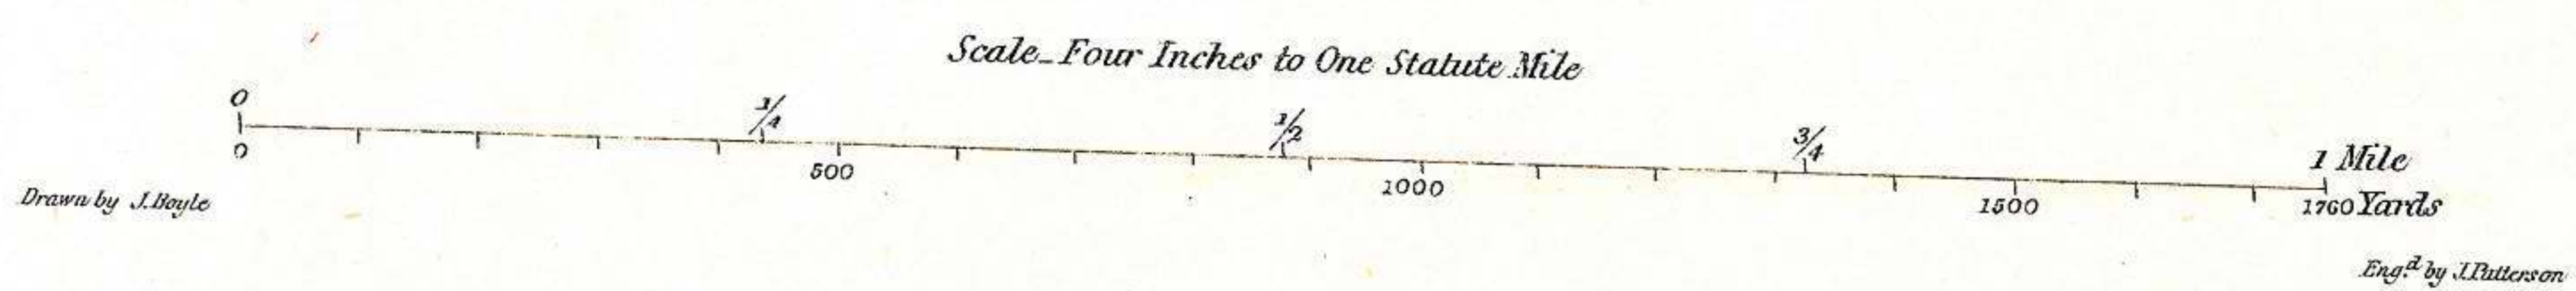 Scale_Four Inches to One Statute Mile
0 1/4 1/2 3/4 1 Mile
0 500 1000 1500 1760 Yards
Drawn by J. Boyle
Eng.d by J. Patterson